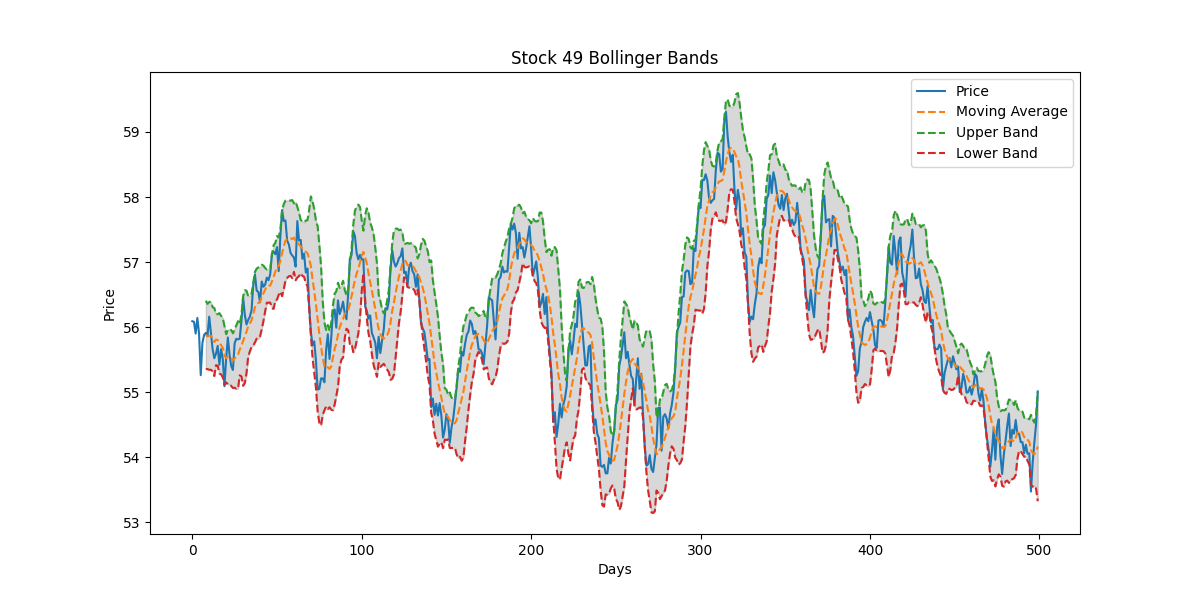 Stock 49 Bollinger Bands
Price
Moving Average
Upper Band
Lower Band
59
58
57
56
55
54
53
Price
0 100 200 300 400 500
Days